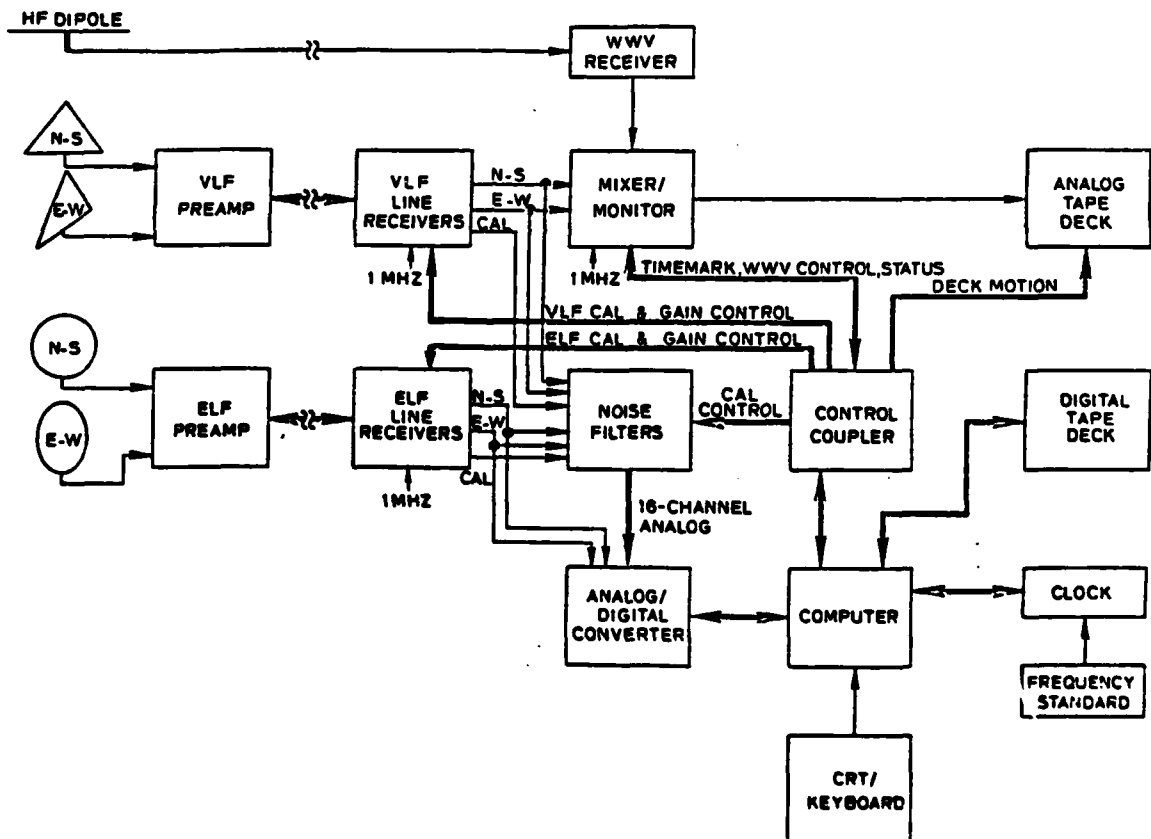 HF DIPOLE
WWV
RECEIVER
N-S
E-W
VLF
PREAMP
VLF
LINE
RECEIVERS
N-S
E-W
CAL
1 MHZ
MIXER/
MONITOR
1 MHZ
ANALOG
TAPE
DECK
TIMEMARK, WWV CONTROL, STATUS
DECK MOTION
VLF CAL & GAIN CONTROL
ELF CAL & GAIN CONTROL
N-S
E-W
ELF
PREAMP
ELF
LINE
RECEIVERS
N-S
E-W
CAL
1 MHZ
NOISE
FILTERS
CAL
CONTROL
CONTROL
COUPLER
DIGITAL
TAPE
DECK
16-CHANNEL
ANALOG
ANALOG/
DIGITAL
CONVERTER
COMPUTER
CLOCK
FREQUENCY
STANDARD
CRT/
KEYBOARD